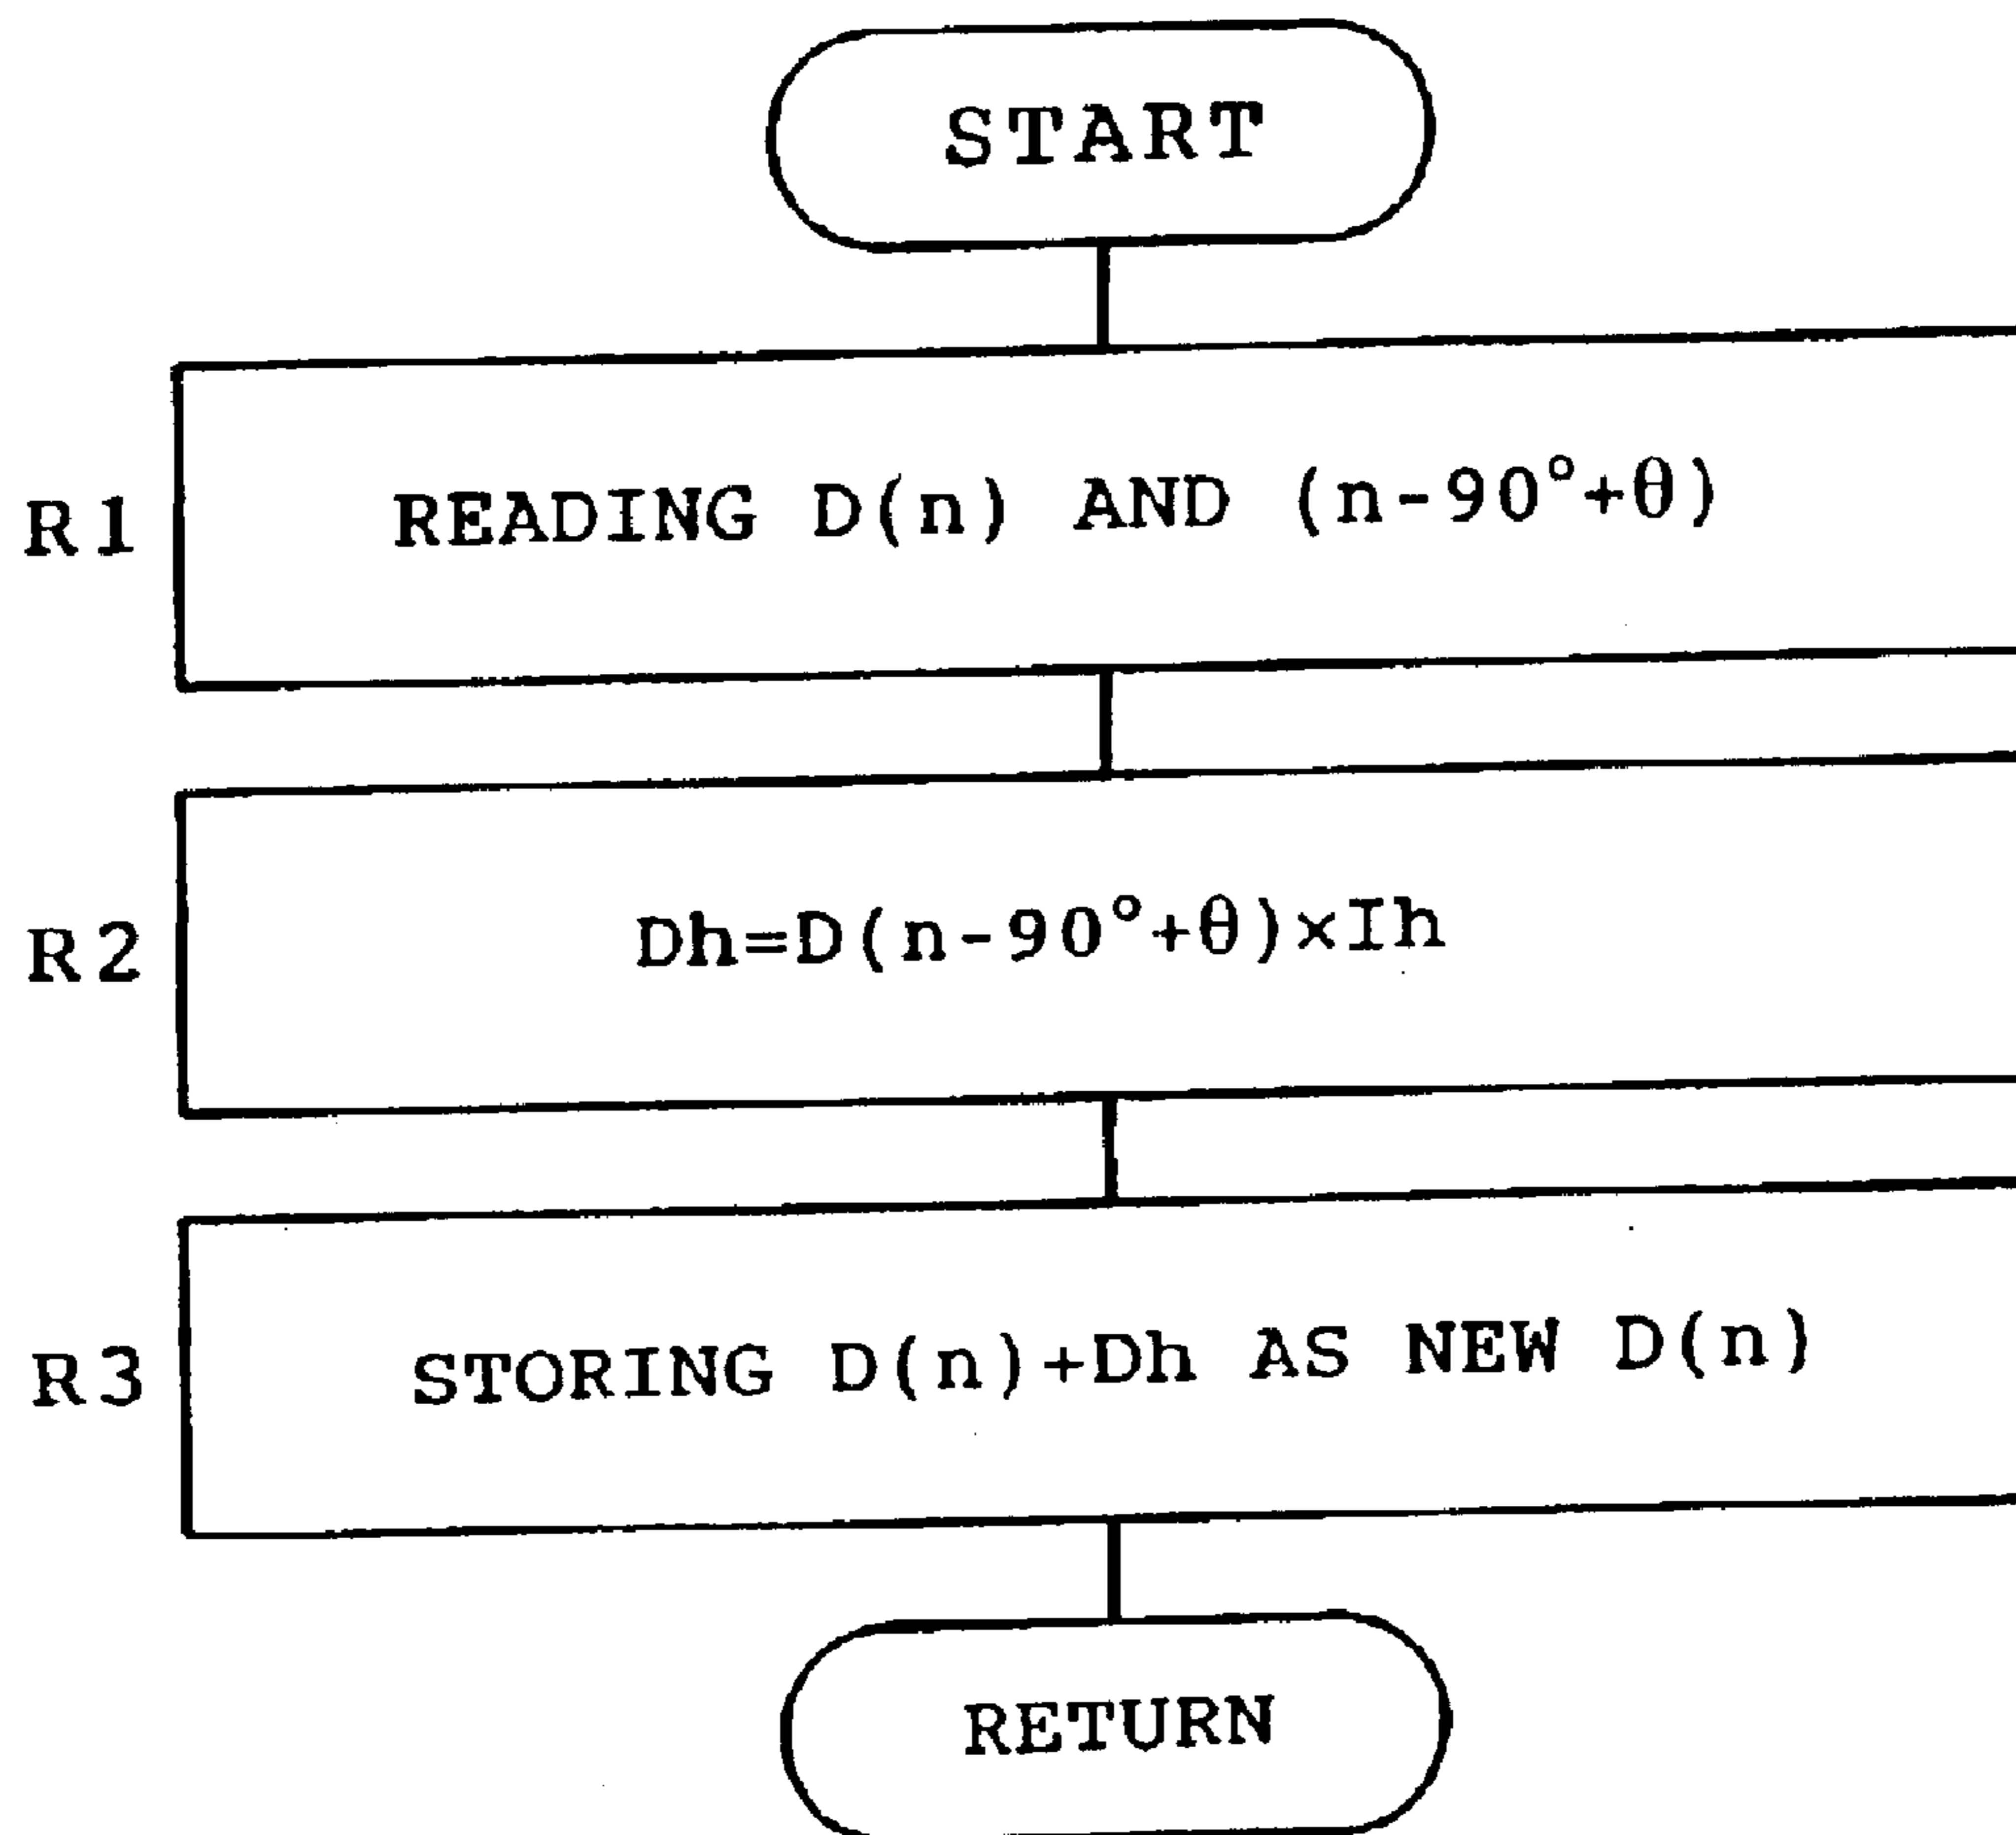 START
R1 READING D(n) AND (n-90°+θ)
R2 Dh=D(n-90°+θ)×Ih
R3 STORING D(n)+Dh AS NEW D(n)
RETURN